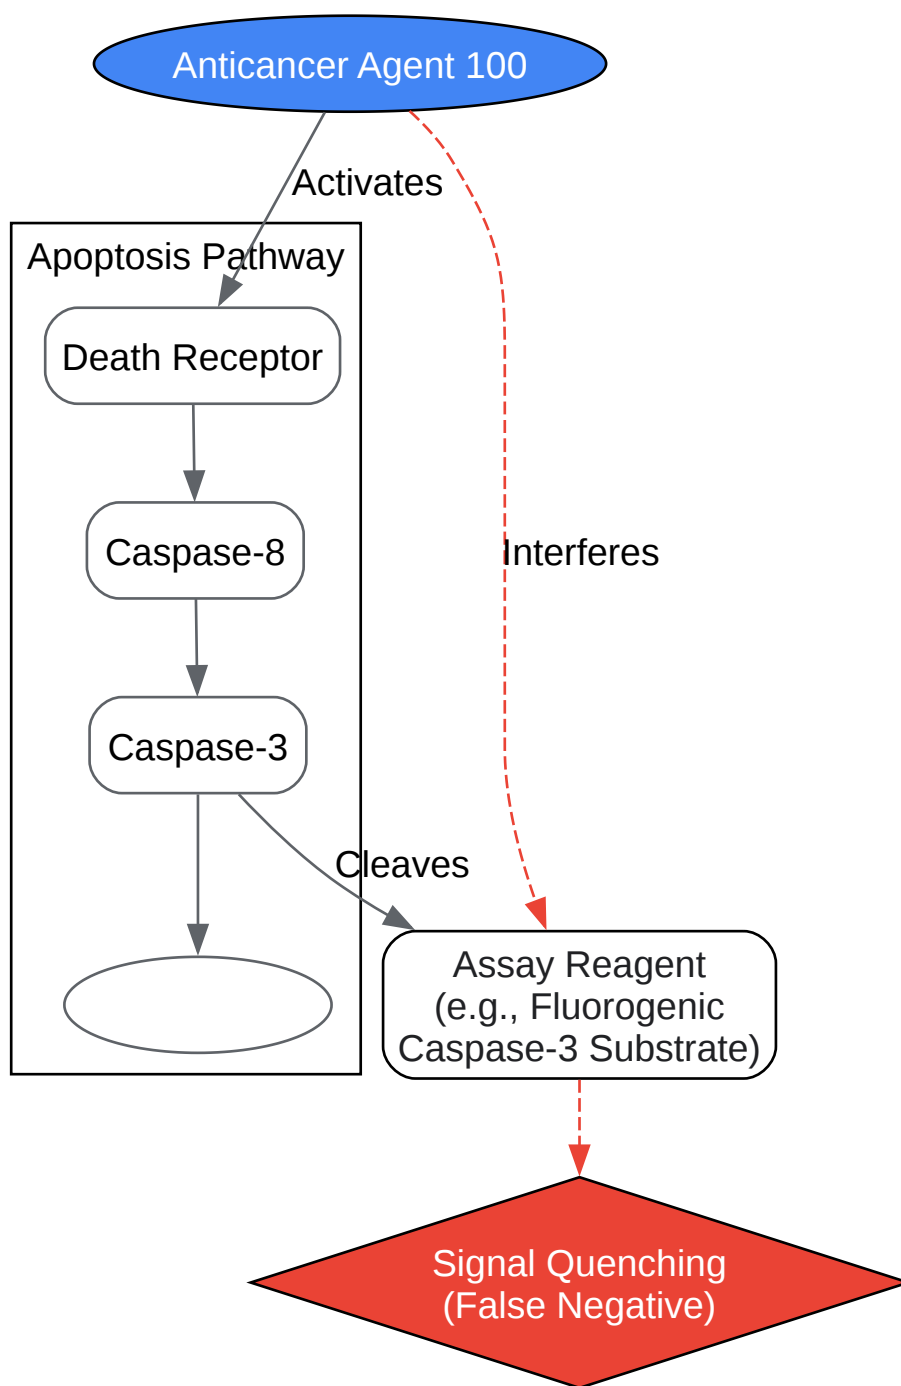 Anticancer Agent 100
Activates
Apoptosis Pathway
Death Receptor
Caspase-8
Interferes
Caspase-3
Cleaves
Assay Reagent
(e.g., Fluorogenic
Caspase-3 Substrate)
Signal Quenching
(False Negative)